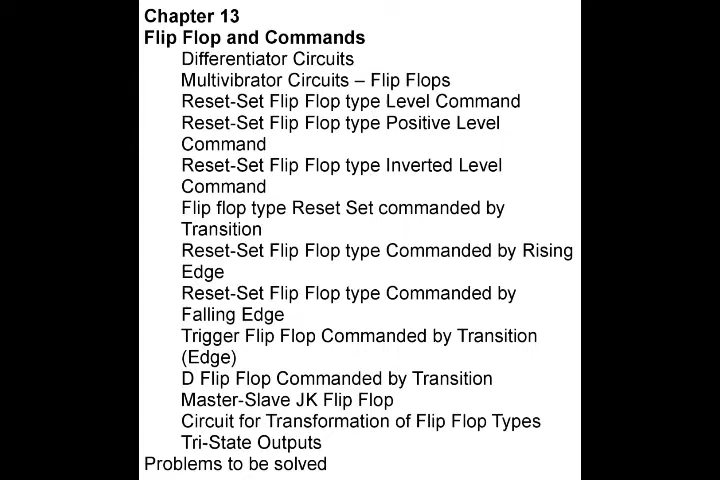 Chapter 13
Flip Flop and Commands
Differentiator Circuits
Multivibrator Circuits – Flip Flops
Reset-Set Flip Flop type Level Command
Reset-Set Flip Flop type Positive Level
Command
Reset-Set Flip Flop type Inverted Level
Command
Flip flop type Reset Set commanded by
Transition
Reset-Set Flip Flop type Commanded by Rising
Edge
Reset-Set Flip Flop type Commanded by
Falling Edge
Trigger Flip Flop Commanded by Transition
(Edge)
D Flip Flop Commanded by Transition
Master-Slave JK Flip Flop
Circuit for Transformation of Flip Flop Types
Tri-State Outputs
Problems to be solved